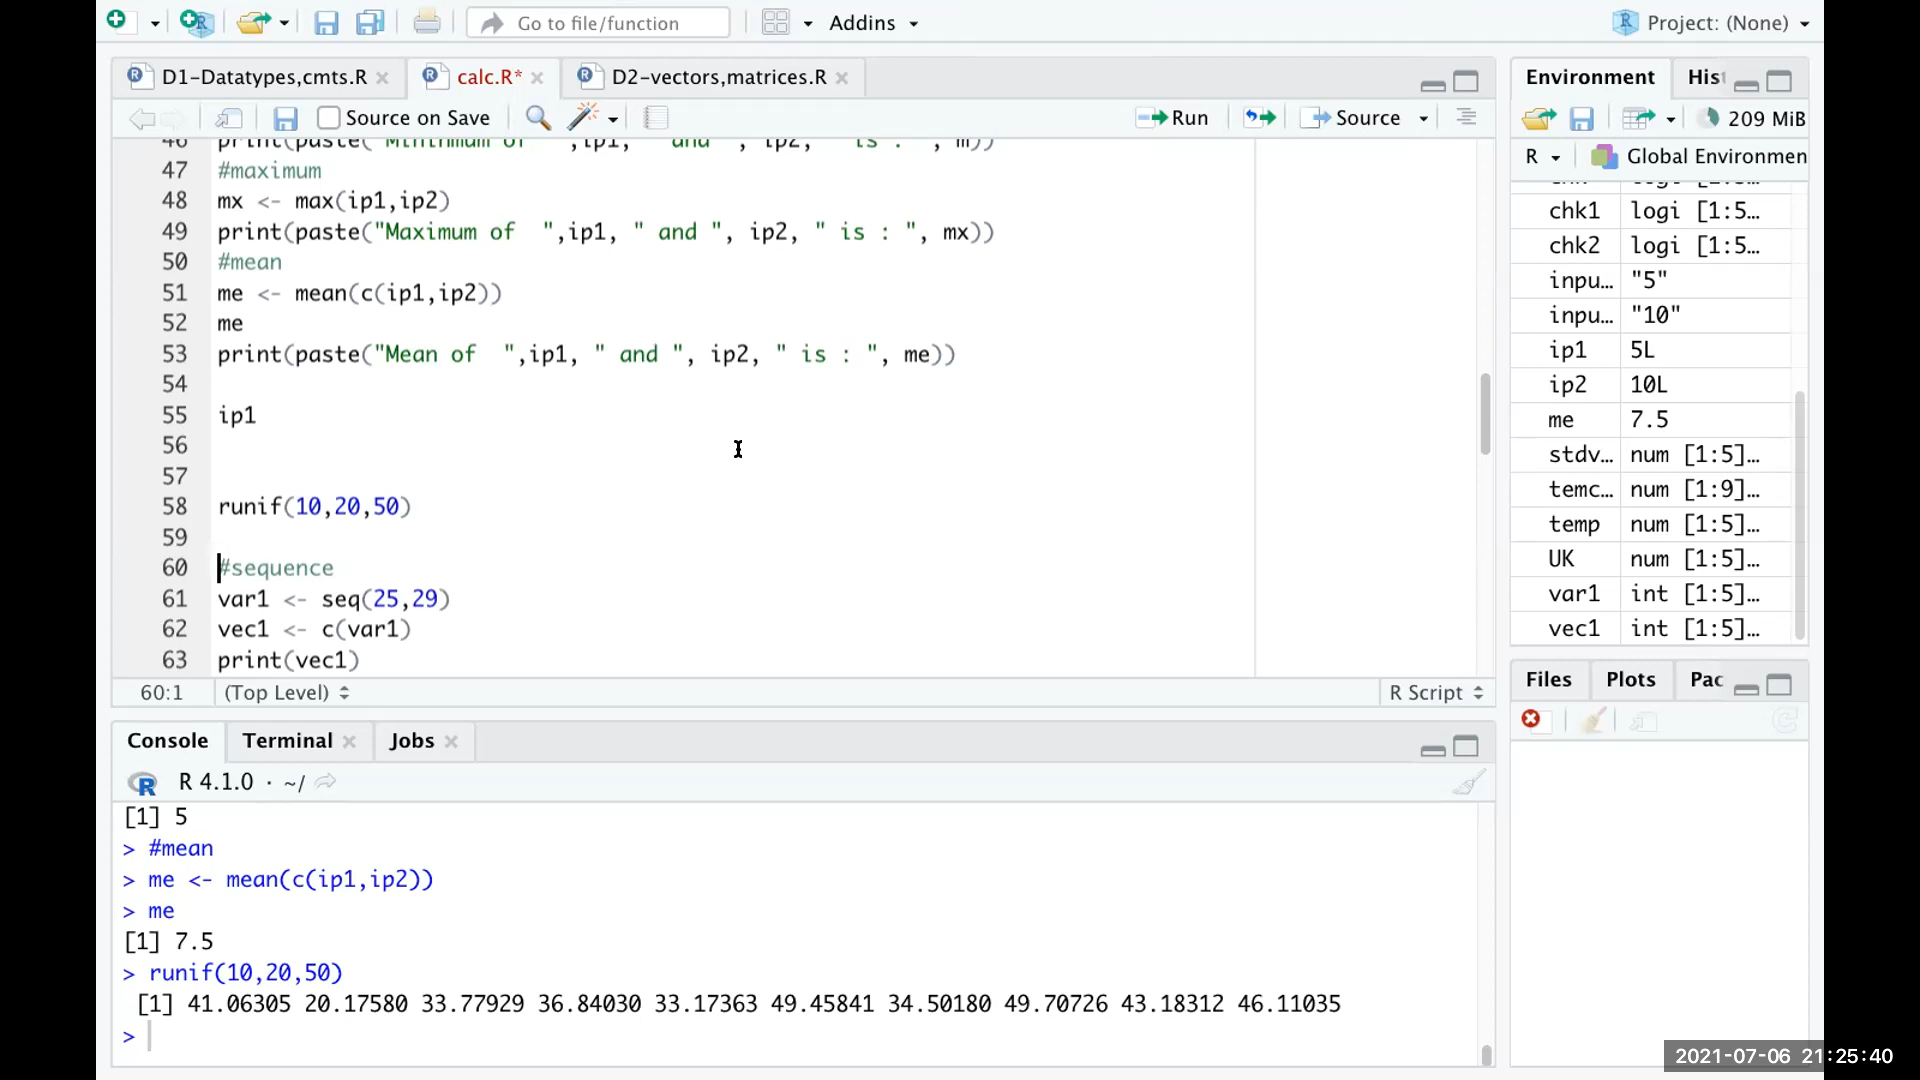 Go to file/function
Addins
Project: (None)
D1-Datatypes,cmts.R
calc.R*
D2-vectors,matrices.R
Source on Save
Run
Source
46 print(paste(
47 #maximum
48 mx <- max(ip1,ip2)
49 print(paste("Maximum of  ",ip1, " and ", ip2, " is : ", mx))
50 #mean
51 me <- mean(c(ip1,ip2))
52 me
53 print(paste("Mean of  ",ip1, " and ", ip2, " is : ", me))
54
55 ip1
56
57
58 runif(10,20,50)
59
60 #sequence
61 var1 <- seq(25,29)
62 vec1 <- c(var1)
63 print(vec1)
60:1 (Top Level) R Script
Console
Terminal
Jobs
R 4.1.0 · ~/
[1] 5
> #mean
> me <- mean(c(ip1,ip2))
> me
[1] 7.5
> runif(10,20,50)
[1] 41.06305 20.17580 33.77929 36.84030 33.17363 49.45841 34.50180 49.70726 43.18312 46.11035
>
Environment
His
209 MiB
R
Global Environmen
chk1 logi [1:5…
chk2 logi [1:5…
inpu… "5"
inpu… "10"
ip1 5L
ip2 10L
me 7.5
stdv… num [1:5]…
temc… num [1:9]…
temp num [1:5]…
UK num [1:5]…
var1 int [1:5]…
vec1 int [1:5]…
Files
Plots
Pac
2021-07-06 21:25:40